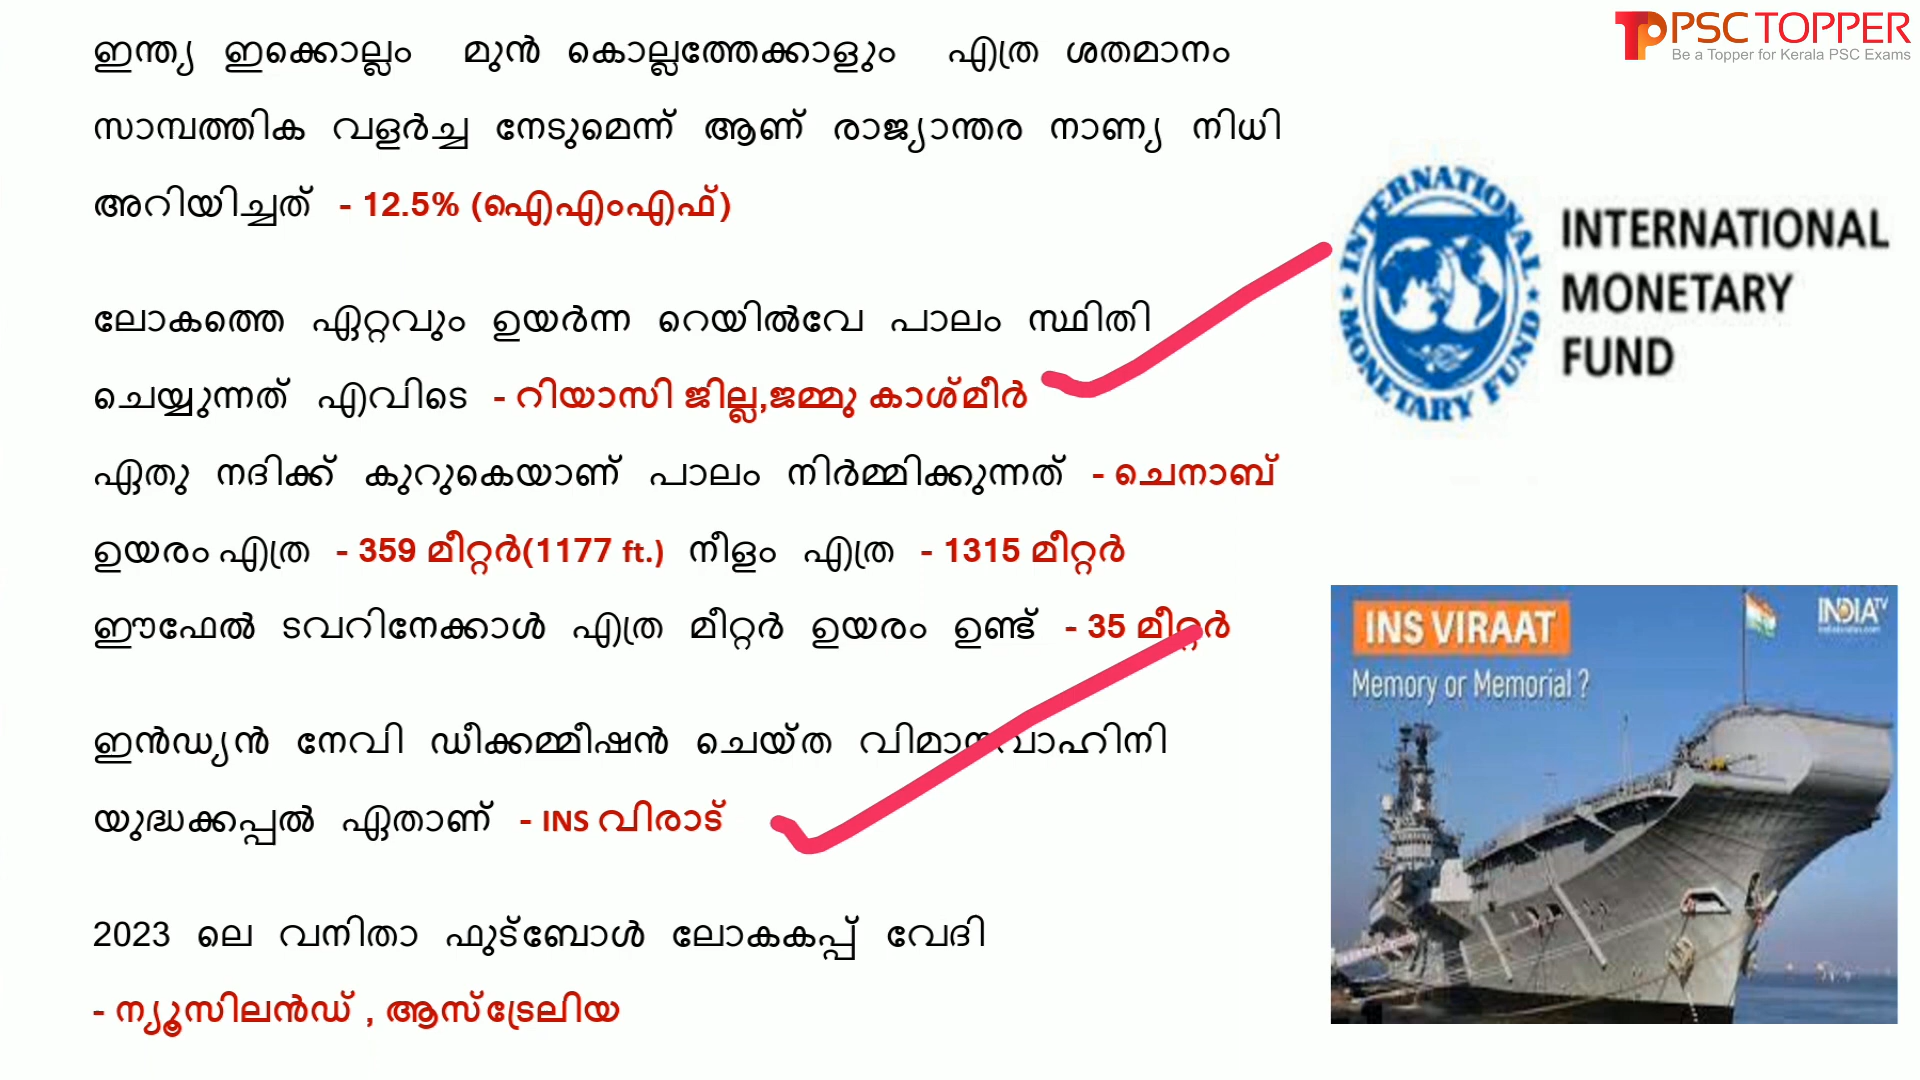 PSC TOPPER
Be a Topper for Kerala PSC Exams
ഇന്ത്യ ഇക്കൊല്ലം മുൻ കൊല്ലത്തേക്കാളും എത്ര ശതമാനം
സാമ്പത്തിക വളർച്ച നേടുമെന്ന് ആണ് രാജ്യാന്തര നാണ്യ നിധി
അറിയിച്ചത് - 12.5% (ഐഎംഎഫ്)
INTERNATIONAL MONETARY FUND
INTERNATIONAL
MONETARY
FUND
ലോകത്തെ ഏറ്റവും ഉയർന്ന റെയിൽവേ പാലം സ്ഥിതി
ചെയ്യുന്നത് എവിടെ - റിയാസി ജില്ല,ജമ്മു കാശ്മീർ
ഏതു നദിക്ക് കുറുകെയാണ് പാലം നിർമ്മിക്കുന്നത് - ചെനാബ്
ഉയരം എത്ര - 359 മീറ്റർ(1177 ft.) നീളം എത്ര - 1315 മീറ്റർ
ഈഫേൽ ടവറിനേക്കാൾ എത്ര മീറ്റർ ഉയരം ഉണ്ട് - 35 മീറ്റർ
ഇൻഡ്യൻ നേവി ഡീക്കമ്മീഷൻ ചെയ്ത വിമാനവാഹിനി
യുദ്ധക്കപ്പൽ ഏതാണ് - INS വിരാട്
INS VIRAAT
Memory or Memorial ?
INDIA TV
2023 ലെ വനിതാ ഫുട്ബോൾ ലോകകപ്പ് വേദി
- ന്യൂസിലൻഡ് , ആസ്ട്രേലിയ